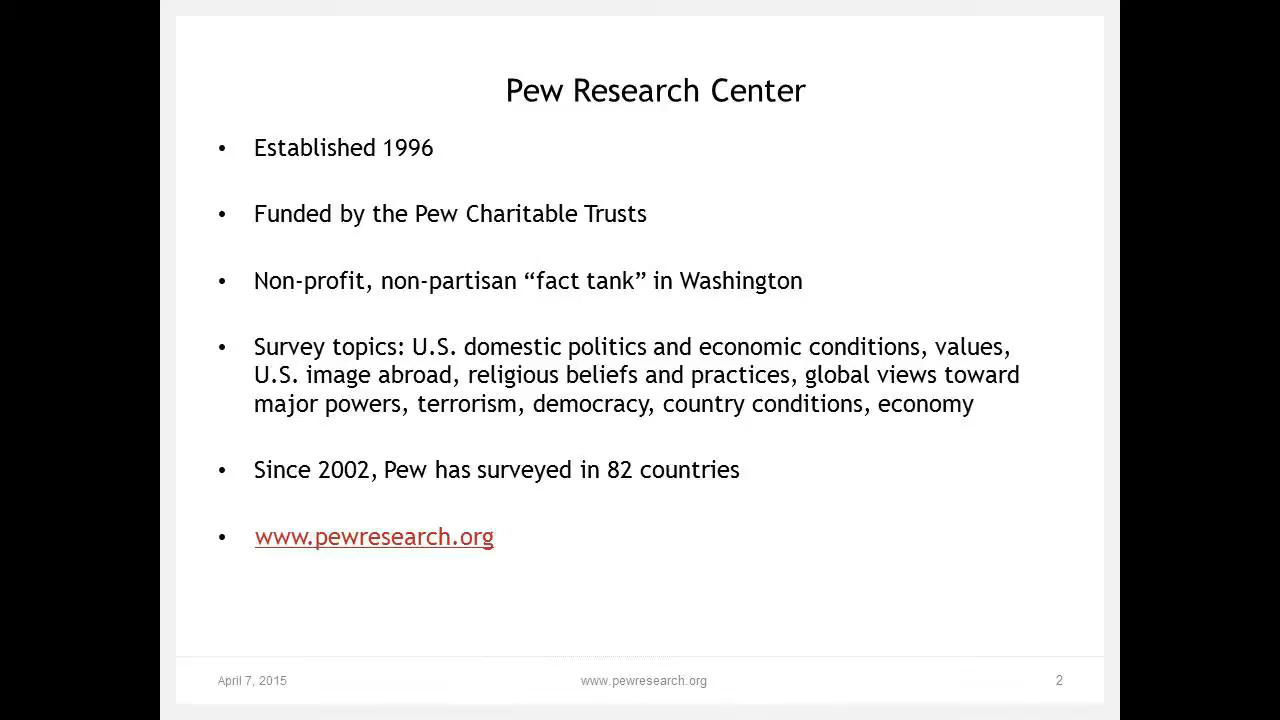 Pew Research Center
• Established 1996
• Funded by the Pew Charitable Trusts
• Non-profit, non-partisan “fact tank” in Washington
• Survey topics: U.S. domestic politics and economic conditions, values,
U.S. image abroad, religious beliefs and practices, global views toward
major powers, terrorism, democracy, country conditions, economy
• Since 2002, Pew has surveyed in 82 countries
• www.pewresearch.org
April 7, 2015 www.pewresearch.org 2